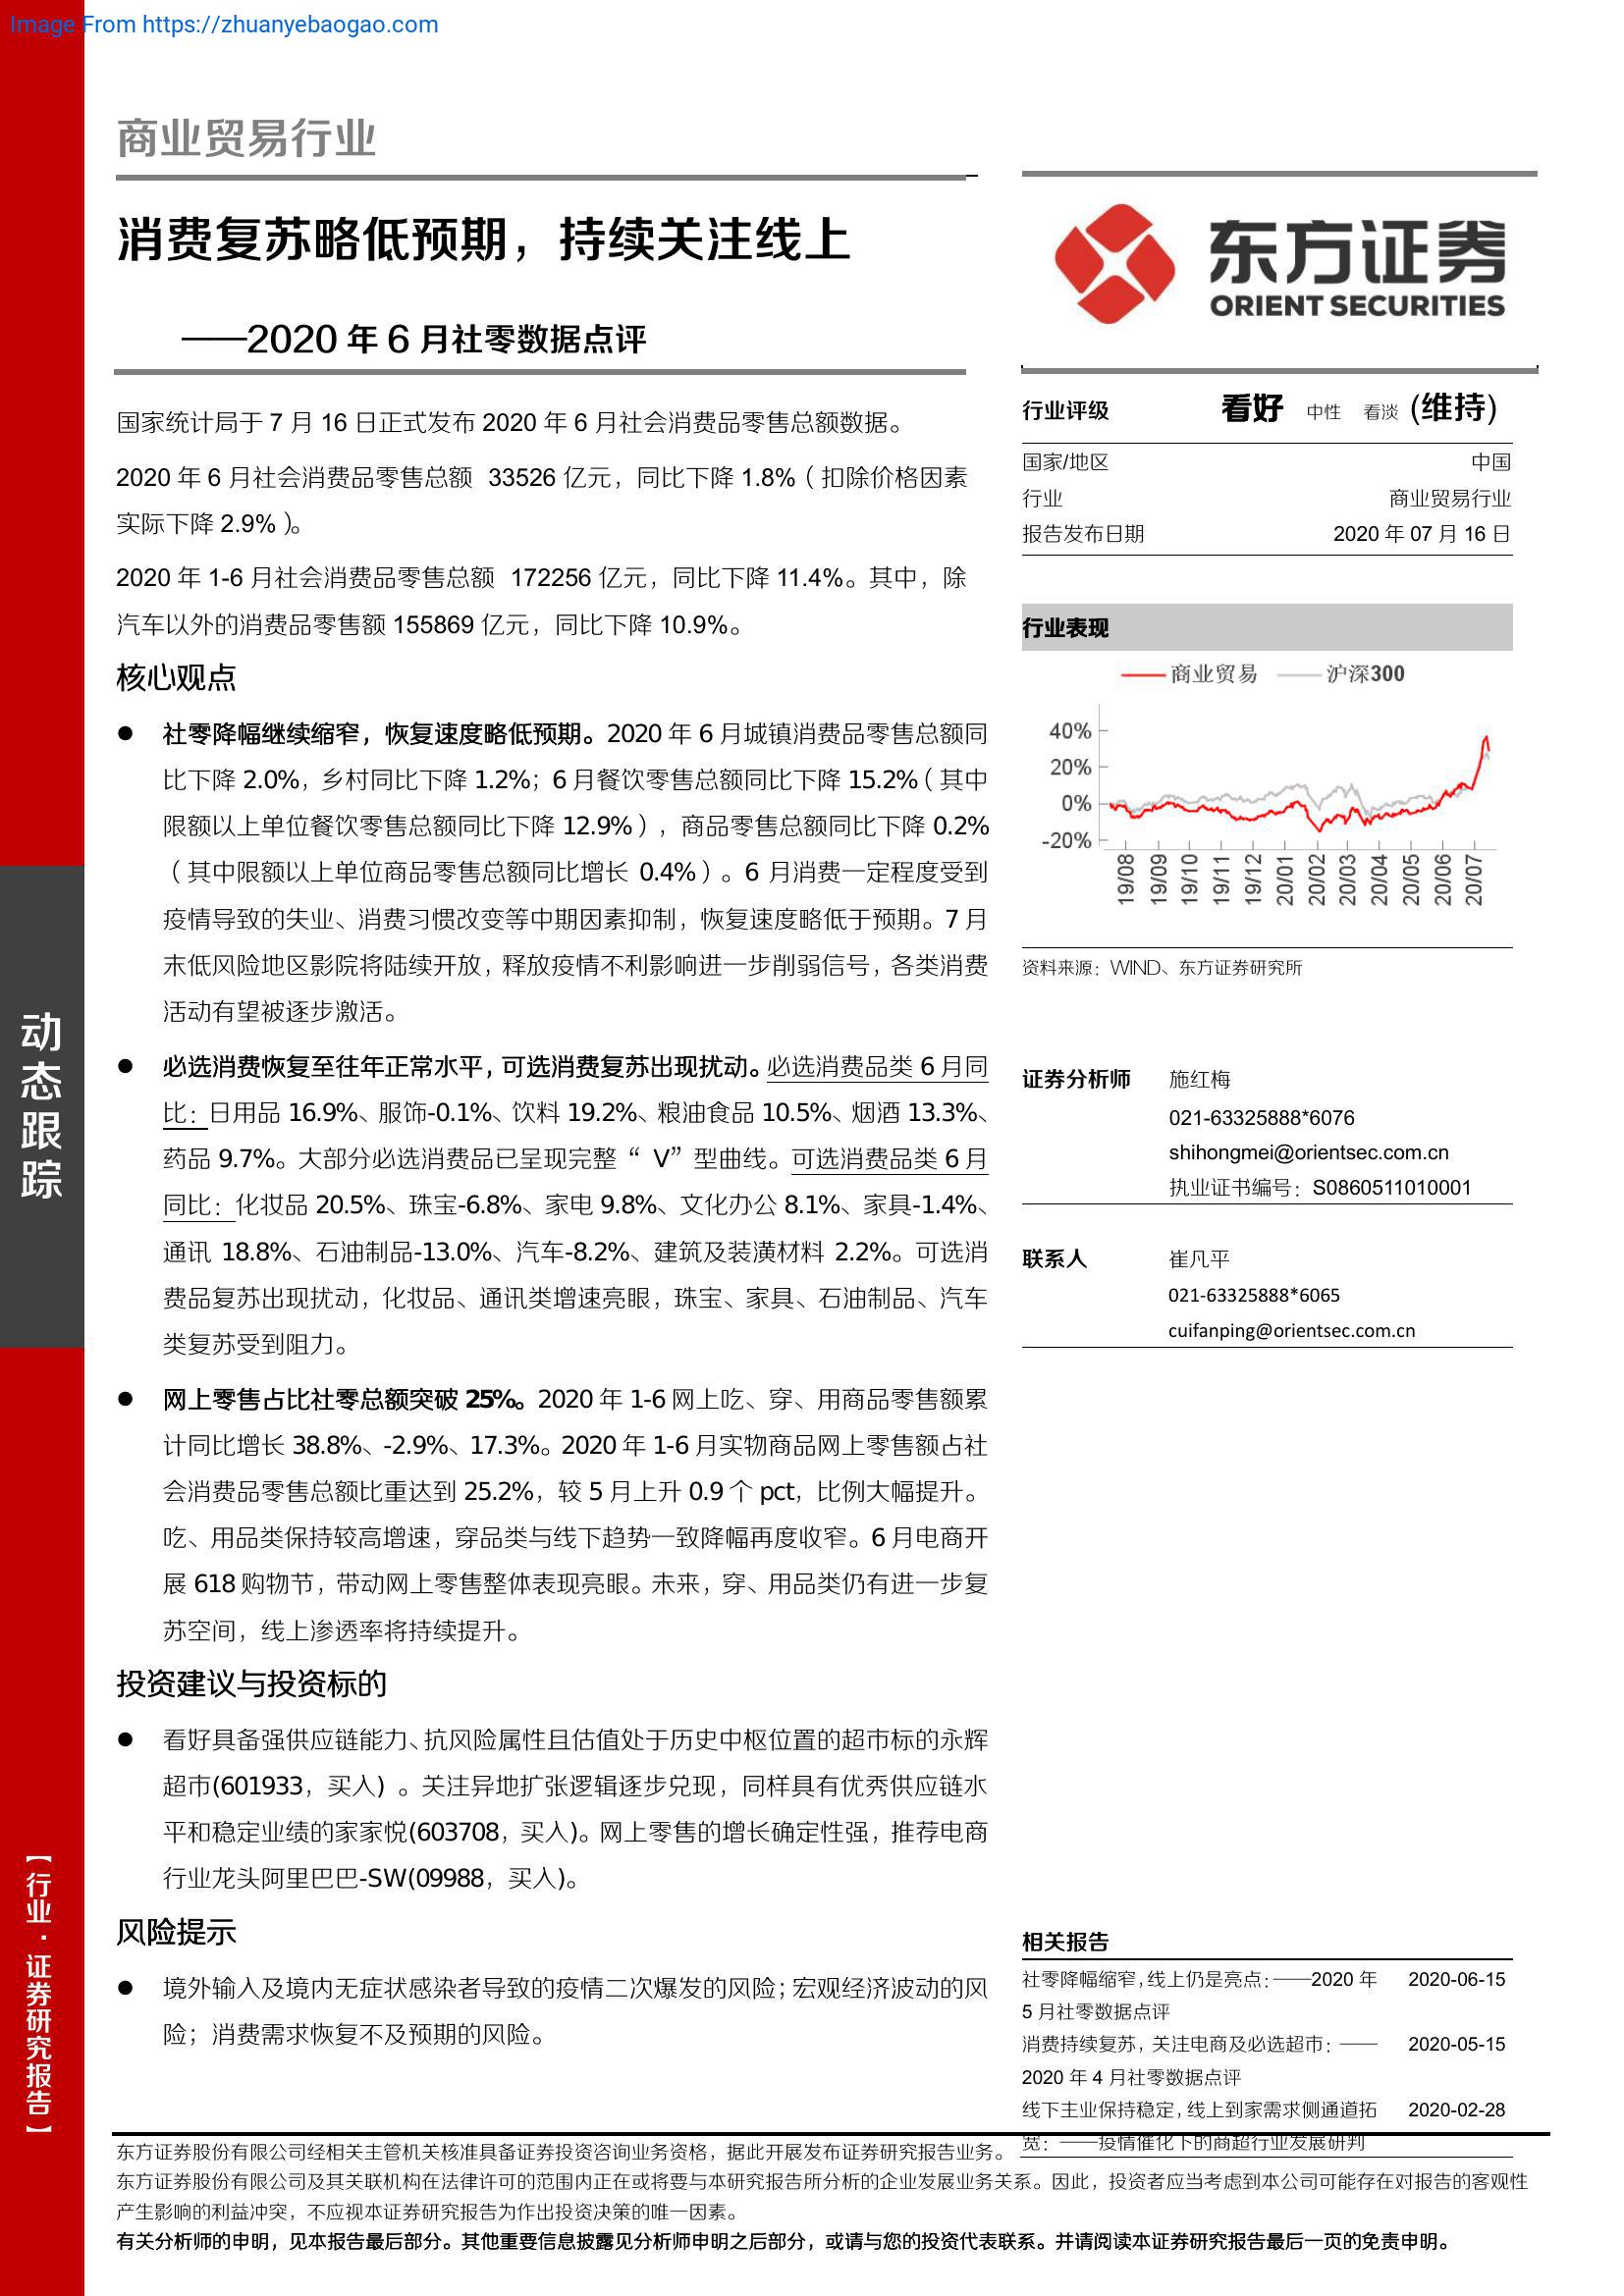 Image From https://zhuanyebaogao.com
商业贸易行业
消费复苏略低预期，持续关注线上
——2020 年 6 月社零数据点评
国家统计局于 7 月 16 日正式发布 2020 年 6 月社会消费品零售总额数据。
2020 年 6 月社会消费品零售总额 33526 亿元，同比下降 1.8%（扣除价格因素
实际下降 2.9%）。
2020 年 1-6 月社会消费品零售总额 172256 亿元，同比下降 11.4%。其中，除
汽车以外的消费品零售额 155869 亿元，同比下降 10.9%。
核心观点
● 社零降幅继续缩窄，恢复速度略低预期。2020 年 6 月城镇消费品零售总额同
比下降 2.0%，乡村同比下降 1.2%；6 月餐饮零售总额同比下降 15.2%（其中
限额以上单位餐饮零售总额同比下降 12.9%），商品零售总额同比下降 0.2%
（其中限额以上单位商品零售总额同比增长 0.4%）。6 月消费一定程度受到
疫情导致的失业、消费习惯改变等中期因素抑制，恢复速度略低于预期。7 月
末低风险地区影院将陆续开放，释放疫情不利影响进一步削弱信号，各类消费
活动有望被逐步激活。
● 必选消费恢复至往年正常水平，可选消费复苏出现扰动。必选消费品类 6 月同
比：日用品 16.9%、服饰-0.1%、饮料 19.2%、粮油食品 10.5%、烟酒 13.3%、
药品 9.7%。大部分必选消费品已呈现完整“ V”型曲线。可选消费品类 6 月
同比：化妆品 20.5%、珠宝-6.8%、家电 9.8%、文化办公 8.1%、家具-1.4%、
通讯 18.8%、石油制品-13.0%、汽车-8.2%、建筑及装潢材料 2.2%。可选消
费品复苏出现扰动，化妆品、通讯类增速亮眼，珠宝、家具、石油制品、汽车
类复苏受到阻力。
● 网上零售占比社零总额突破 25%。2020 年 1-6 网上吃、穿、用商品零售额累
计同比增长 38.8%、-2.9%、17.3%。2020 年 1-6 月实物商品网上零售额占社
会消费品零售总额比重达到 25.2%，较 5 月上升 0.9 个 pct，比例大幅提升。
吃、用品类保持较高增速，穿品类与线下趋势一致降幅再度收窄。6 月电商开
展 618 购物节，带动网上零售整体表现亮眼。未来，穿、用品类仍有进一步复
苏空间，线上渗透率将持续提升。
投资建议与投资标的
● 看好具备强供应链能力、抗风险属性且估值处于历史中枢位置的超市标的永辉
超市(601933，买入) 。关注异地扩张逻辑逐步兑现，同样具有优秀供应链水
平和稳定业绩的家家悦(603708，买入)。网上零售的增长确定性强，推荐电商
行业龙头阿里巴巴-SW(09988，买入)。
风险提示
● 境外输入及境内无症状感染者导致的疫情二次爆发的风险；宏观经济波动的风
险；消费需求恢复不及预期的风险。
东方证券
ORIENT SECURITIES
行业评级 看好 中性 看淡 (维持)
国家/地区 中国
行业 商业贸易行业
报告发布日期 2020 年 07 月 16 日
行业表现
商业贸易 沪深300
40%
20%
0%
-20%
19/08 19/09 19/10 19/11 19/12 20/01 20/02 20/03 20/04 20/05 20/06 20/07
资料来源：WIND、东方证券研究所
证券分析师 施红梅
021-63325888*6076
shihongmei@orientsec.com.cn
执业证书编号：S0860511010001
联系人 崔凡平
021-63325888*6065
cuifanping@orientsec.com.cn
相关报告
社零降幅缩窄，线上仍是亮点：——2020 年 2020-06-15
5 月社零数据点评
消费持续复苏，关注电商及必选超市：—— 2020-05-15
2020 年 4 月社零数据点评
线下主业保持稳定，线上到家需求侧通道拓 2020-02-28
宽：——疫情催化下的商超行业发展研判
动态跟踪
【行业·证券研究报告】
东方证券股份有限公司经相关主管机关核准具备证券投资咨询业务资格，据此开展发布证券研究报告业务。
东方证券股份有限公司及其关联机构在法律许可的范围内正在或将要与本研究报告所分析的企业发展业务关系。因此，投资者应当考虑到本公司可能存在对报告的客观性
产生影响的利益冲突，不应视本证券研究报告为作出投资决策的唯一因素。
有关分析师的申明，见本报告最后部分。其他重要信息披露见分析师申明之后部分，或请与您的投资代表联系。并请阅读本证券研究报告最后一页的免责申明。